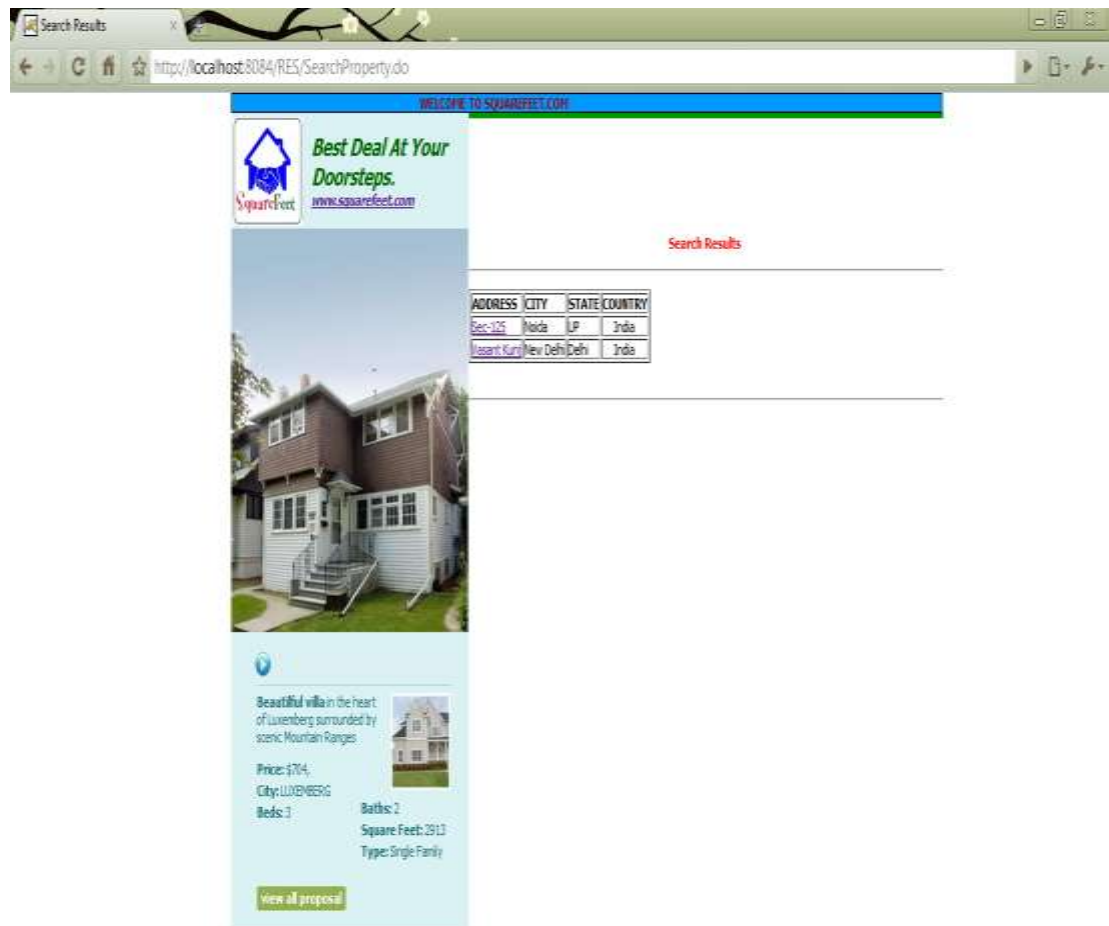 Search Results
http://localhost:8084/RES/SearchProperty.do
WELCOME TO SQUAREFEET.COM
SquareFeet
Best Deal At Your
Doorsteps.
www.squarefeet.com
Search Results
ADDRESS CITY STATE COUNTRY
Sec-125 Noida UP India
Vasant Kunj New Delhi Delhi India
Beautiful villa in the heart
of Luxemberg surrounded by
scenic Mountain Ranges
Price: $704,
City: LUXEMBERG
Beds: 3
Baths: 2
Square Feet: 2913
Type: Single Family
view all proposal